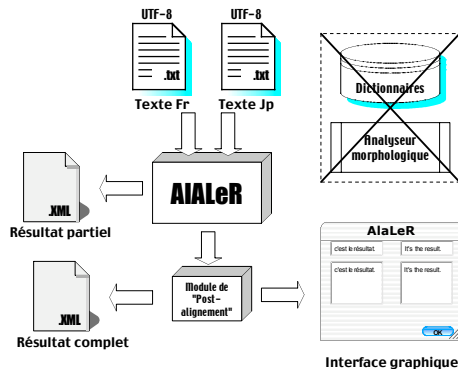 UTF-8
UTF-8
.txt
.txt
Texte Fr
Texte Jp
Dictionnaires
Analyseur
morphologique
AlALeR
.XML
Résultat partiel
AlaLeR
c'est le résultat.
It's the result.
c'est le résultat.
It's the result.
OK
Module de
"Post-
alignement"
.XML
Résultat complet
Interface graphique